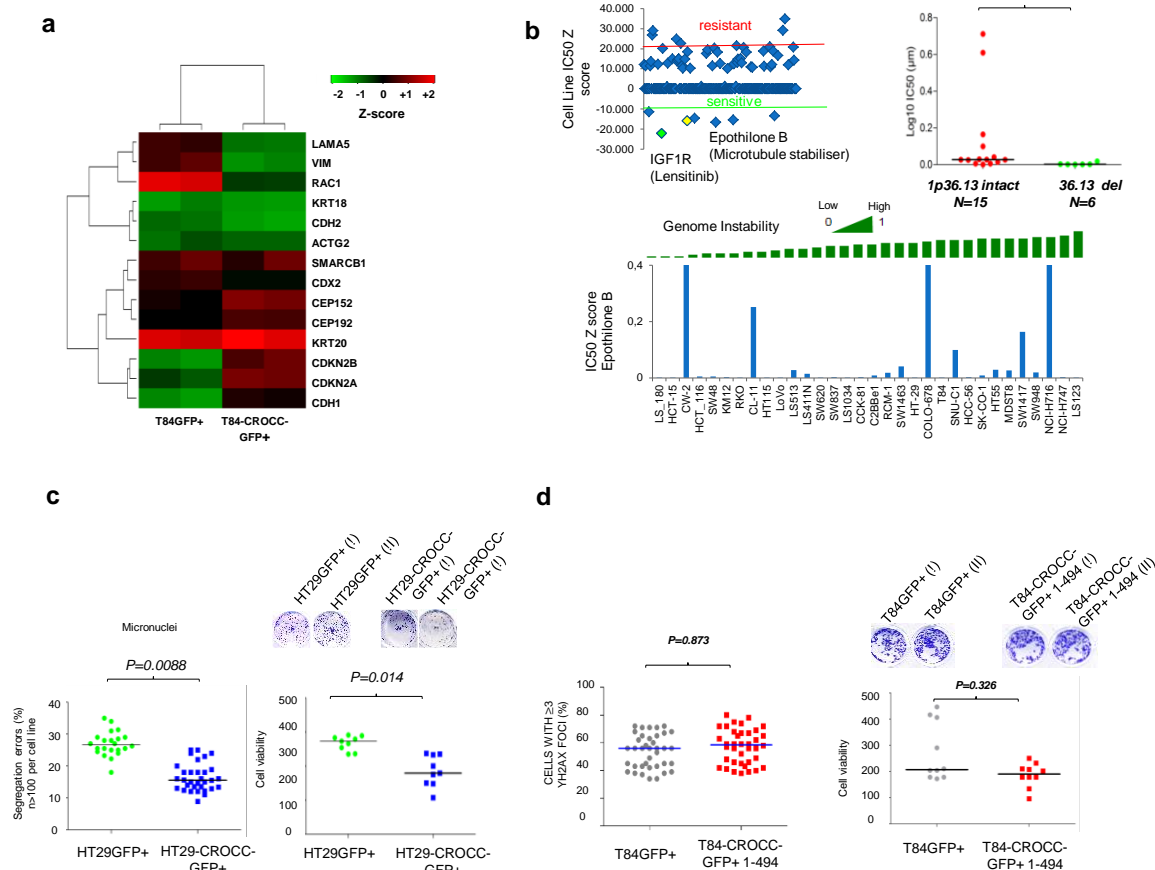 a
-2 -1 0 +1 +2
Z-score
LAMA5
VIM
RAC1
KRT18
CDH2
ACTG2
SMARCB1
CDX2
CEP152
CEP192
KRT20
CDKN2B
CDKN2A
CDH1
T84GFP+
T84-CROCC-
GFP+
b
Cell Line IC50 Z
score
40.000
30.000
20.000
10.000
0
-10.000
-20.000
30.000
resistant
sensitive
Epothilone B
(Microtubule stabiliser)
IGF1R
(Lensitinib)
Log10 IC50 (µm)
0.8
0.6
0.4
0.2
0.0
1p36.13 intact
N=15
36.13 del
N=6
Genome Instability
Low
0
High
1
IC50 Z score
Epothilone B
0,4
0,2
0
LS_180
HCT-15
CW-2
HCT_116
SW48
KM12
RKO
CL-11
HT115
LoVo
LS513
LS411N
SW620
SW837
LS1034
CCK-81
C2BBe1
RCM-1
SW1463
HT-29
COLO-678
T84
SNU-C1
HCC-56
SK-CO-1
HT55
MDST8
SW1417
SW948
NCI-H716
NCI-H747
LS123
c
Micronuclei
P=0.0088
Segregation errors (%)
n>100 per cell line
40
30
20
10
0
HT29GFP+
HT29-CROCC-
GFP+
HT29GFP+ (!)
HT29GFP+ (!!)
HT29-CROCC-
GFP+ (!)
HT29-CROCC-
GFP+ (!)
P=0.014
Cell viability
500
400
300
200
100
0
HT29GFP+
HT29-CROCC-
GFP+
d
P=0.873
CELLS WITH ≥3
YH2AX FOCI (%)
100
80
60
40
20
0
T84GFP+
T84-CROCC-
GFP+ 1-494
T84GFP+ (!)
T84GFP+ (II)
T84-CROCC-
GFP+ 1-494 (!)
T84-CROCC-
GFP+ 1-494 (II)
P=0.326
Cell viability
500
400
300
200
100
0
T84GFP+
T84-CROCC-
GFP+ 1-494